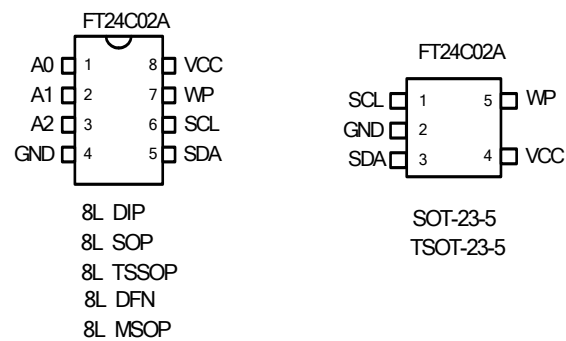 FT24C02A
A0 1 8 VCC
A1 2 7 WP
A2 3 6 SCL
GND 4 5 SDA
8L DIP
8L SOP
8L TSSOP
8L DFN
8L MSOP
FT24C02A
SCL 1 5 WP
GND 2
SDA 3 4 VCC
SOT-23-5
TSOT-23-5